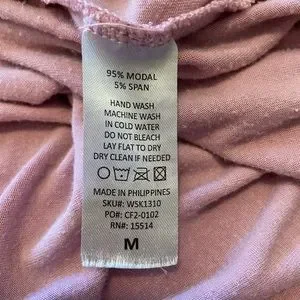 95% MODAL
5% SPAN
HAND WASH
MACHINE WASH
IN COLD WATER
DO NOT BLEACH
LAY FLAT TO DRY
DRY CLEAN IF NEEDED
MADE IN PHILIPPINES
SKU#: WSK1310
PO#: CF2-0102
RN#: 15514
M